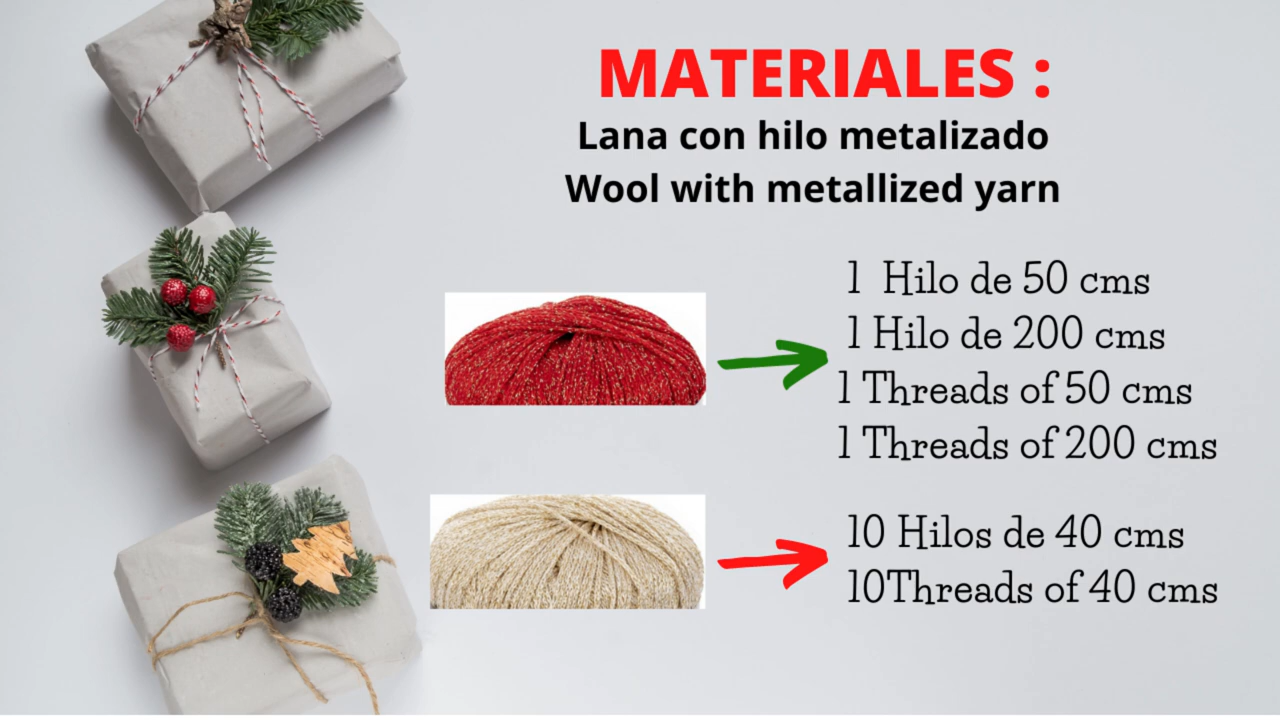 MATERIALES :
Lana con hilo metalizado
Wool with metallized yarn
1 Hilo de 50 cms
1 Hilo de 200 cms
1 Threads of 50 cms
1 Threads of 200 cms
10 Hilos de 40 cms
10Threads of 40 cms